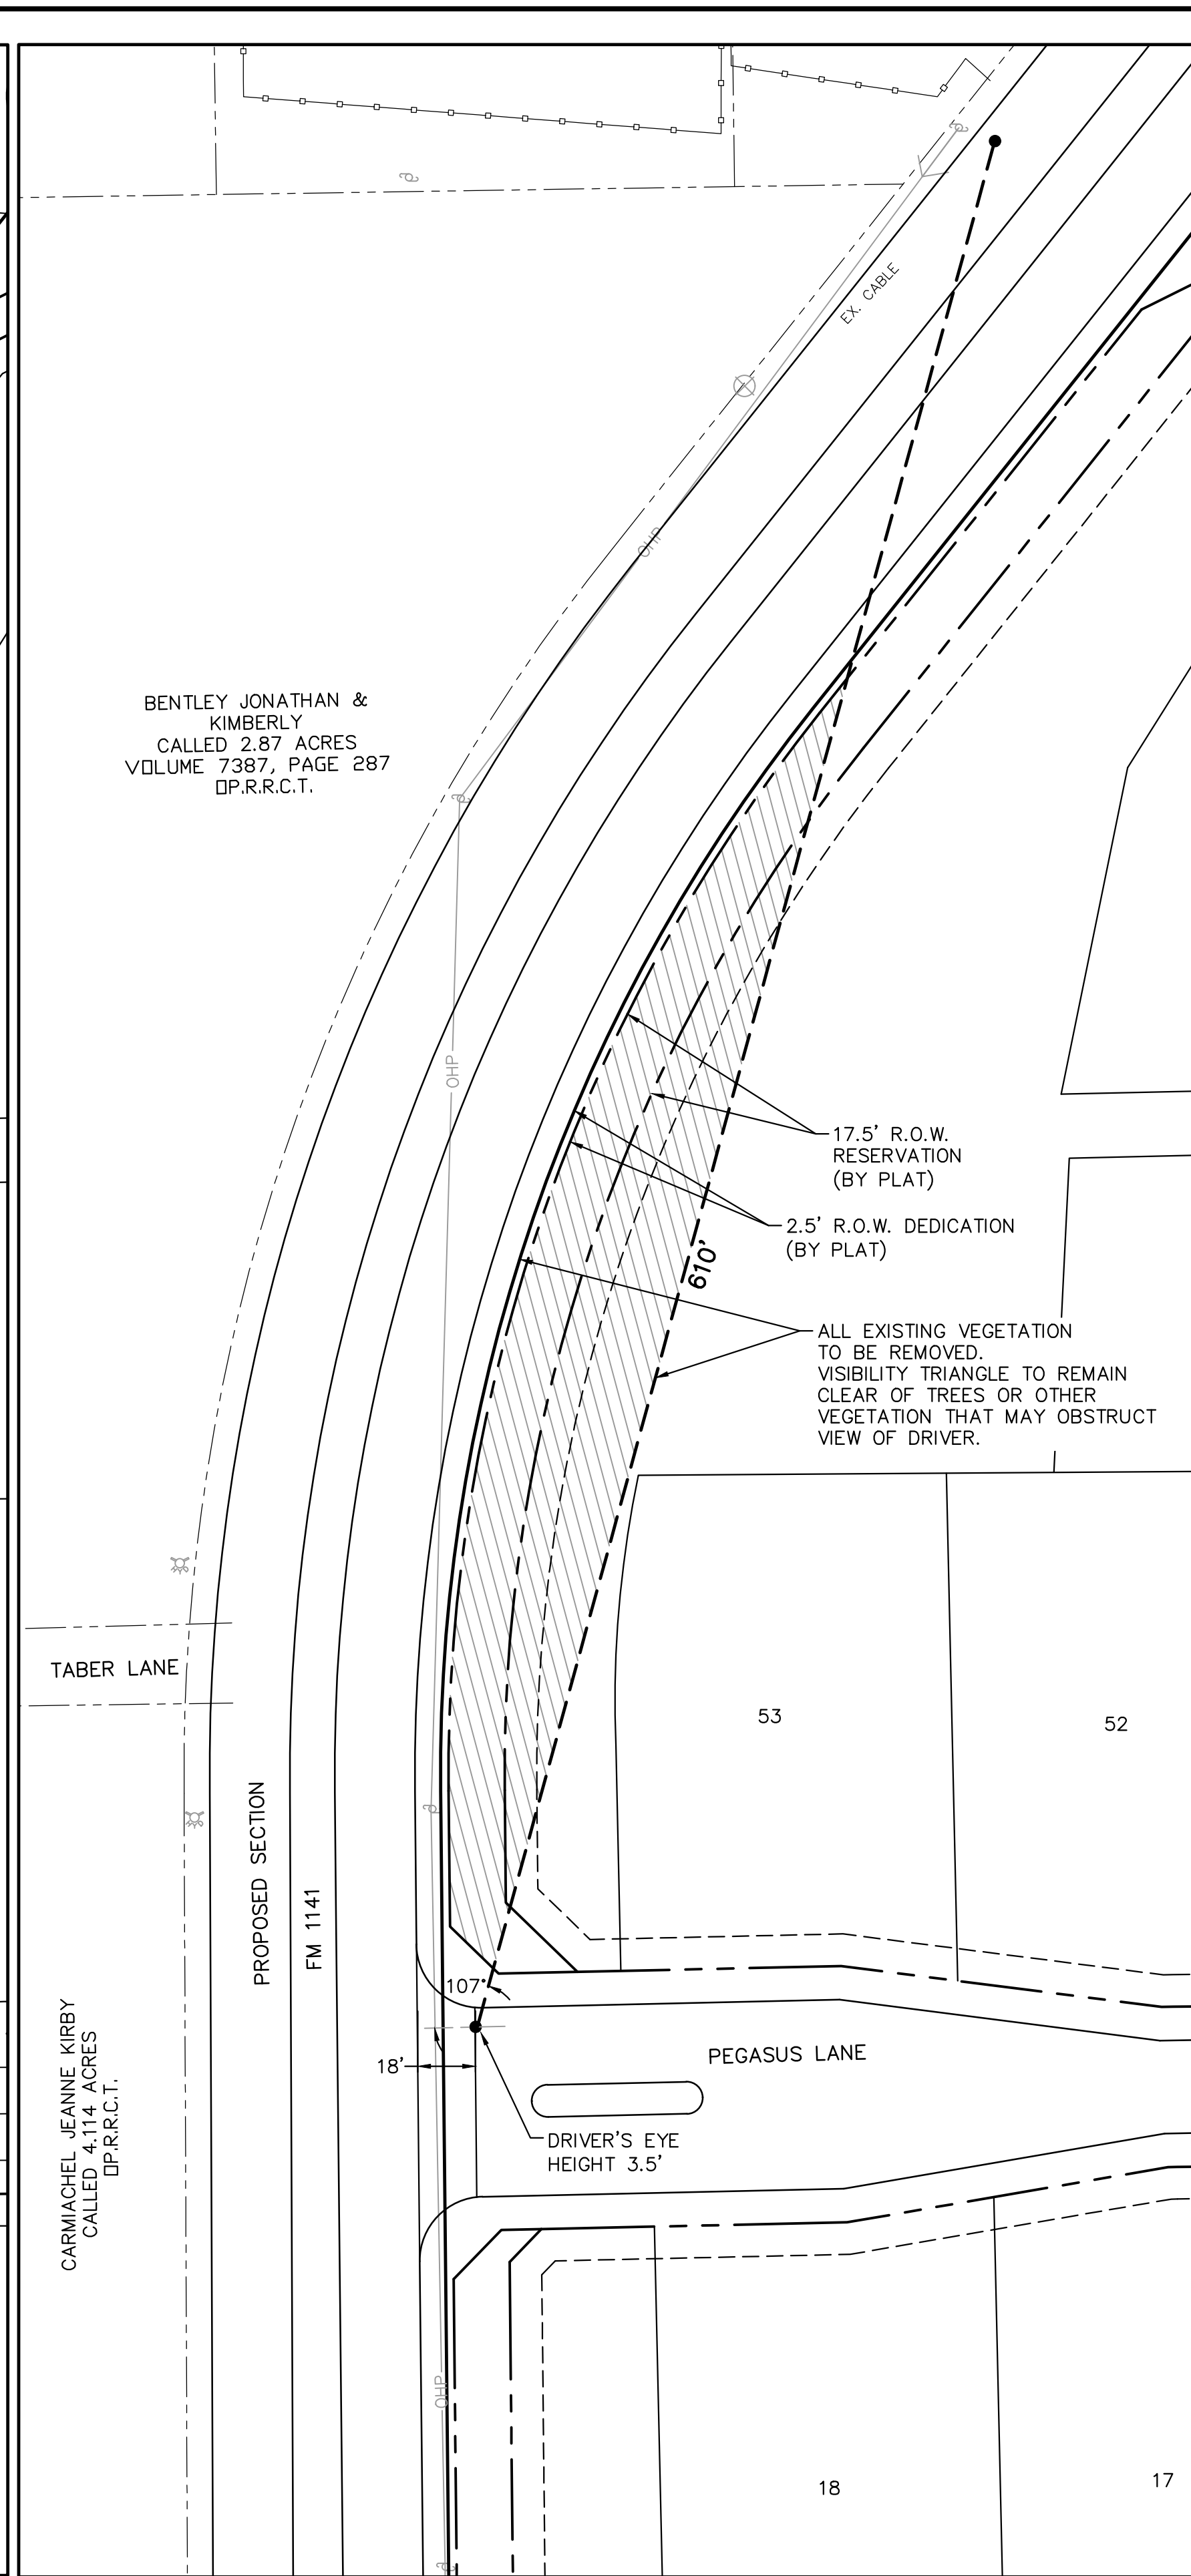 EX. CABLE
OHP
BENTLEY JONATHAN &
KIMBERLY
CALLED 2.87 ACRES
VOLUME 7387, PAGE 287
OP.R.R.C.T.
OHP
17.5' R.O.W.
RESERVATION
(BY PLAT)
2.5' R.O.W. DEDICATION
(BY PLAT)
610'
ALL EXISTING VEGETATION
TO BE REMOVED.
VISIBILITY TRIANGLE TO REMAIN
CLEAR OF TREES OR OTHER
VEGETATION THAT MAY OBSTRUCT
VIEW OF DRIVER.
TABER LANE
53
52
PROPOSED SECTION
FM 1141
107°
18'
PEGASUS LANE
DRIVER'S EYE
HEIGHT 3.5'
CARMIACHEL JEANNE KIRBY
CALLED 4.114 ACRES
OP.R.R.C.T.
OHP
18
17